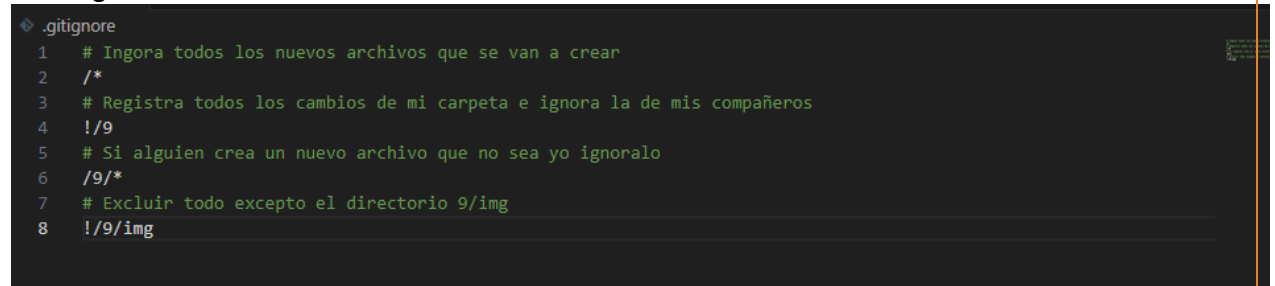 .gitignore
1 # Ingora todos los nuevos archivos que se van a crear
2 /*
3 # Registra todos los cambios de mi carpeta e ignora la de mis compañeros
4 !/9
5 # Si alguien crea un nuevo archivo que no sea yo ignoralo
6 /9/*
7 # Excluir todo excepto el directorio 9/img
8 !/9/img